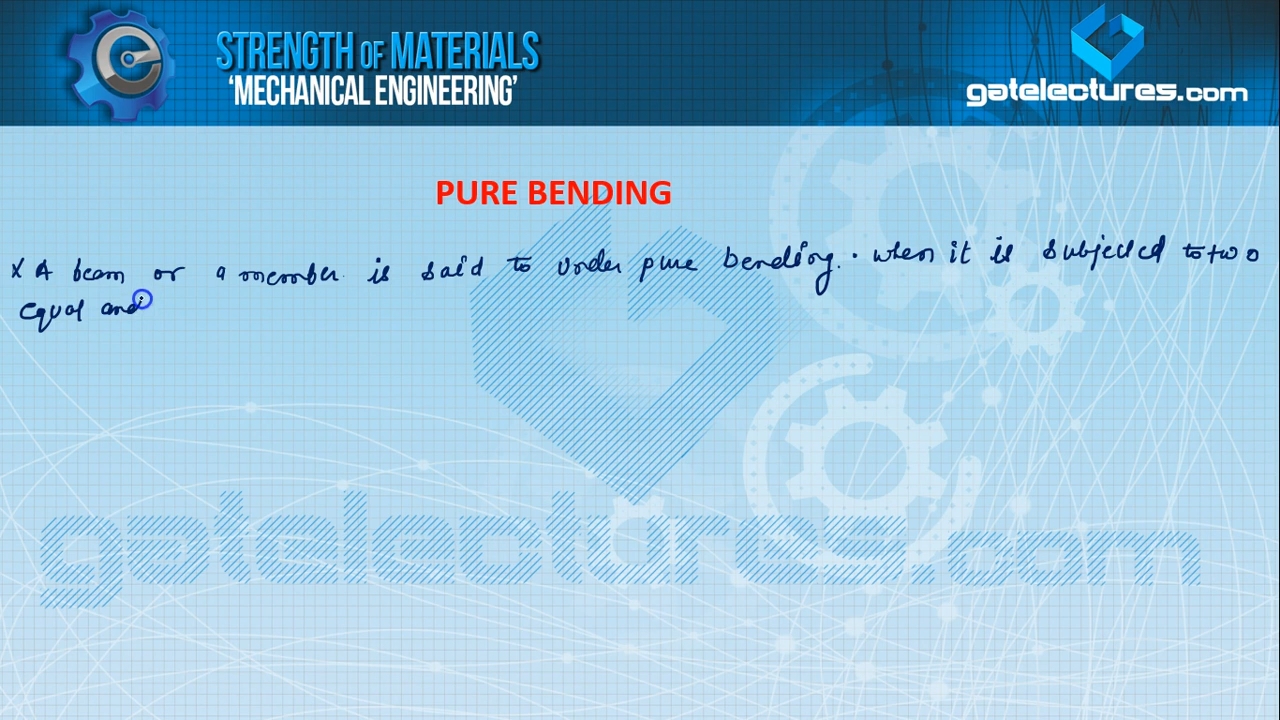 STRENGTH OF MATERIALS
'MECHANICAL ENGINEERING'
gatelectures.com
PURE BENDING
x A beam or a member is said to under pure bending. when it is subjected to two
equal and
gatelectures.com